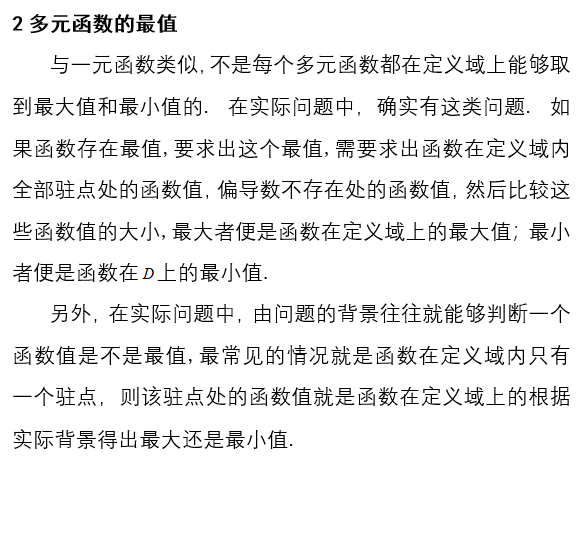 2 多元函数的最值
与一元函数类似,不是每个多元函数都在定义域上能够取
到最大值和最小值的. 在实际问题中, 确实有这类问题. 如
果函数存在最值,要求出这个最值,需要求出函数在定义域内
全部驻点处的函数值,偏导数不存在处的函数值,然后比较这
些函数值的大小,最大者便是函数在定义域上的最大值; 最小
者便是函数在 D 上的最小值.
另外, 在实际问题中, 由问题的背景往往就能够判断一个
函数值是不是最值,最常见的情况就是函数在定义域内只有
一个驻点, 则该驻点处的函数值就是函数在定义域上的根据
实际背景得出最大还是最小值.